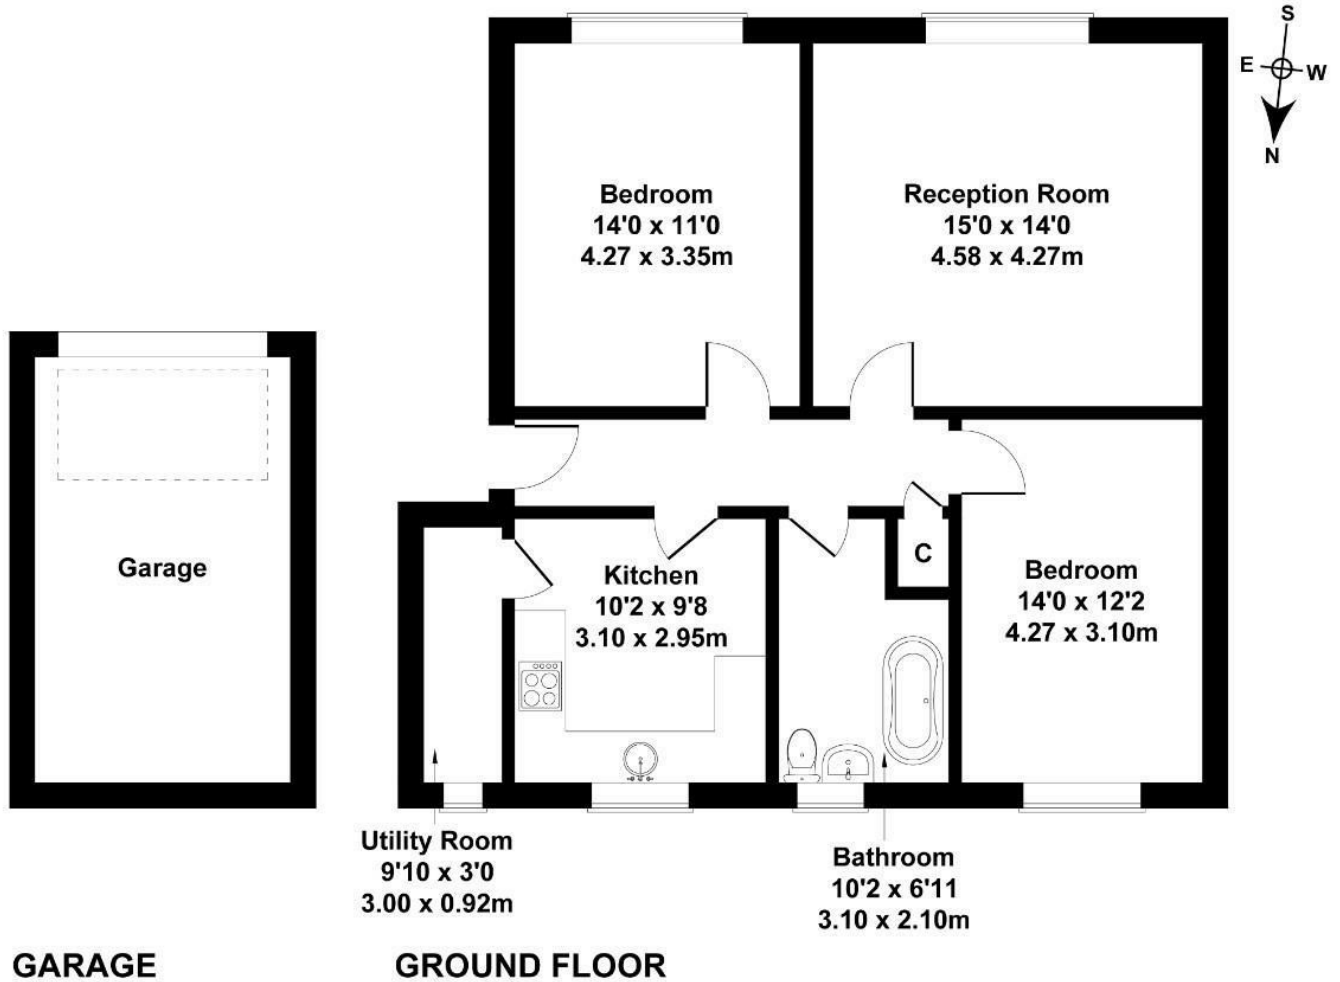 S
E
W
N
Bedroom
14'0 x 11'0
4.27 x 3.35m
Reception Room
15'0 x 14'0
4.58 x 4.27m
Garage
Kitchen
10'2 x 9'8
3.10 x 2.95m
C
Bedroom
14'0 x 12'2
4.27 x 3.10m
Utility Room
9'10 x 3'0
3.00 x 0.92m
Bathroom
10'2 x 6'11
3.10 x 2.10m
GARAGE
GROUND FLOOR